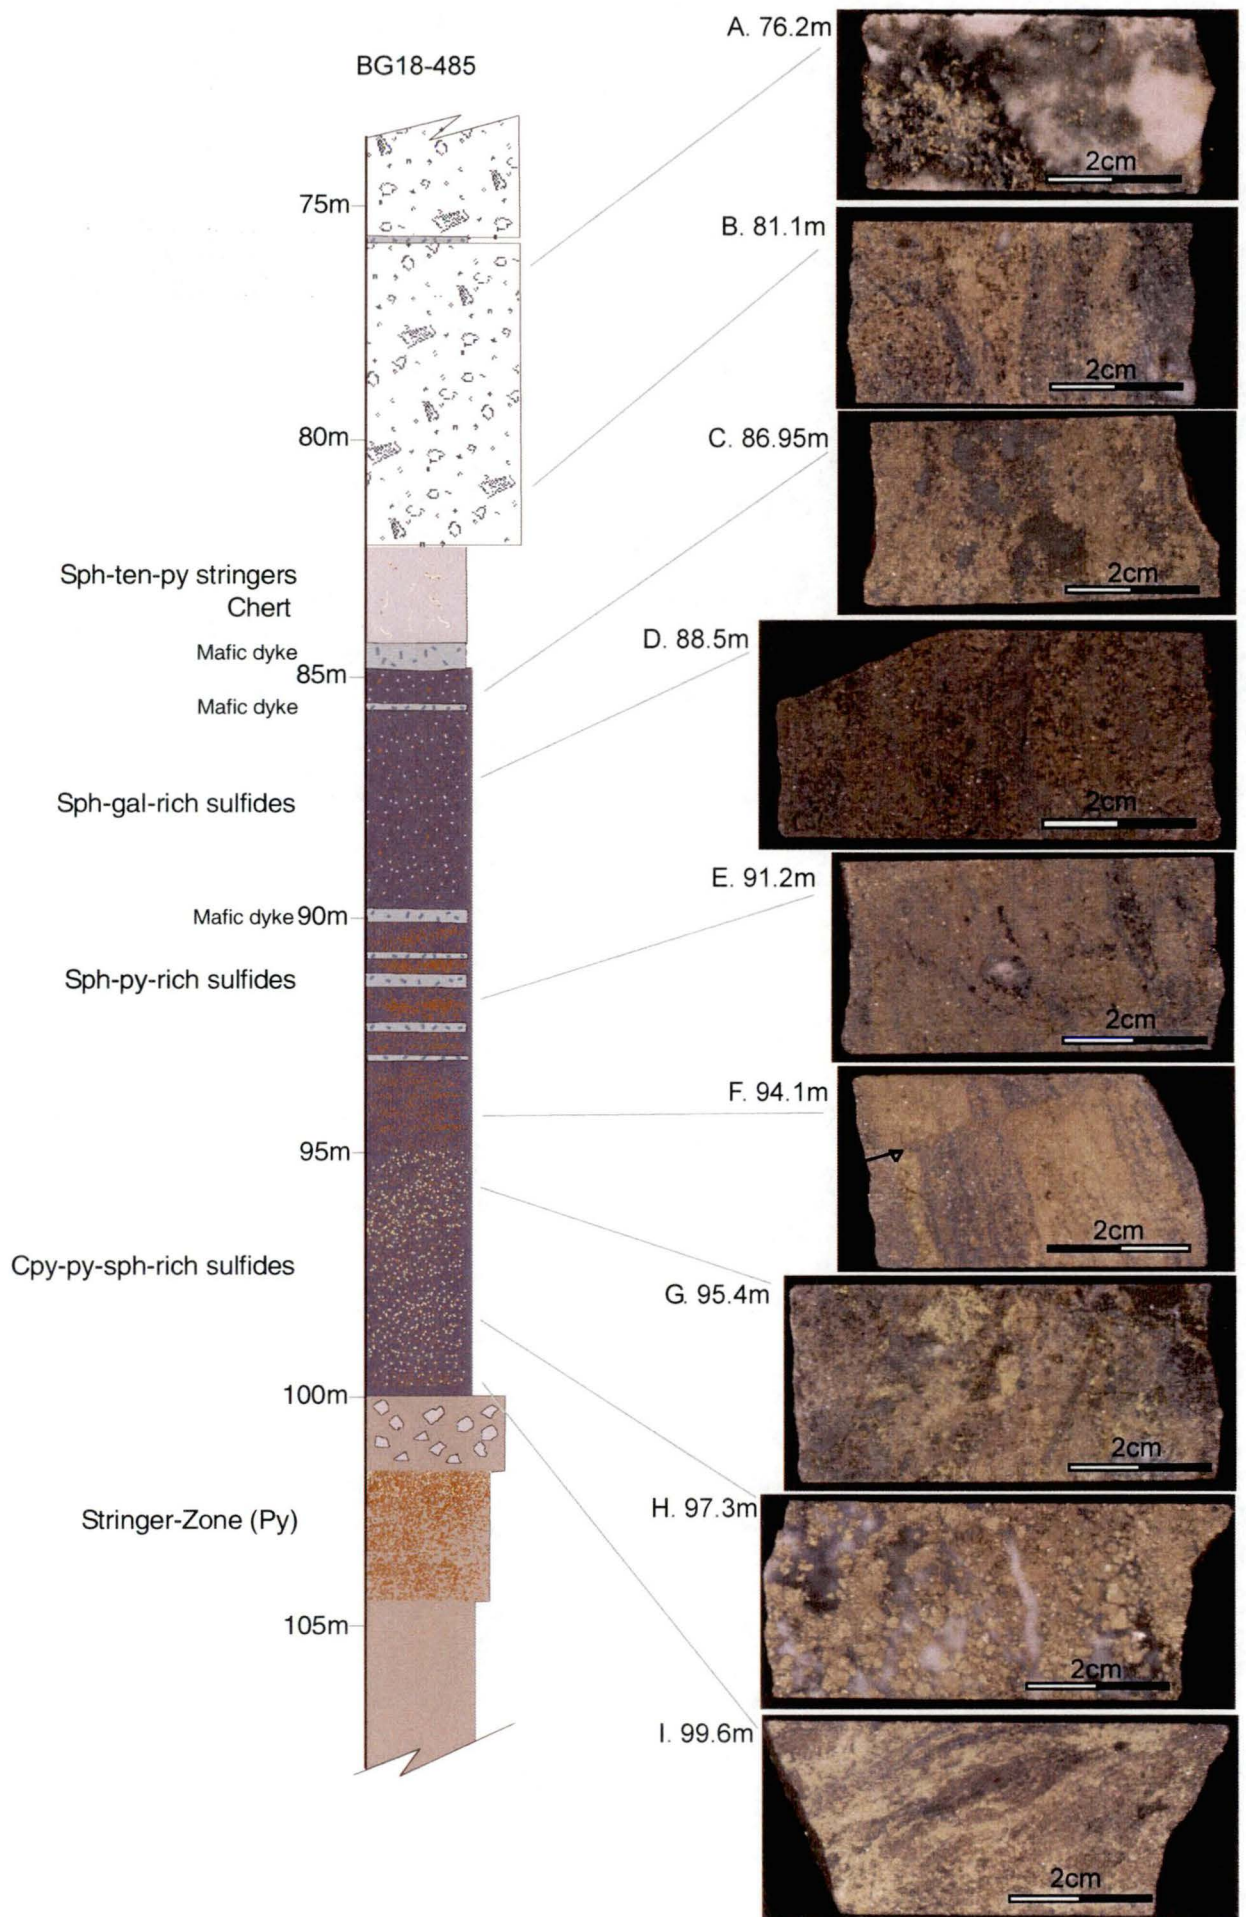 BG18-485
75m
80m
Sph-ten-py stringers
Chert
Mafic dyke
85m
Mafic dyke
Sph-gal-rich sulfides
Mafic dyke 90m
Sph-py-rich sulfides
95m
Cpy-py-sph-rich sulfides
100m
Stringer-Zone (Py)
105m
A. 76.2m
2cm
B. 81.1m
2cm
C. 86.95m
2cm
D. 88.5m
2cm
E. 91.2m
2cm
F. 94.1m
2cm
G. 95.4m
2cm
H. 97.3m
2cm
I. 99.6m
2cm